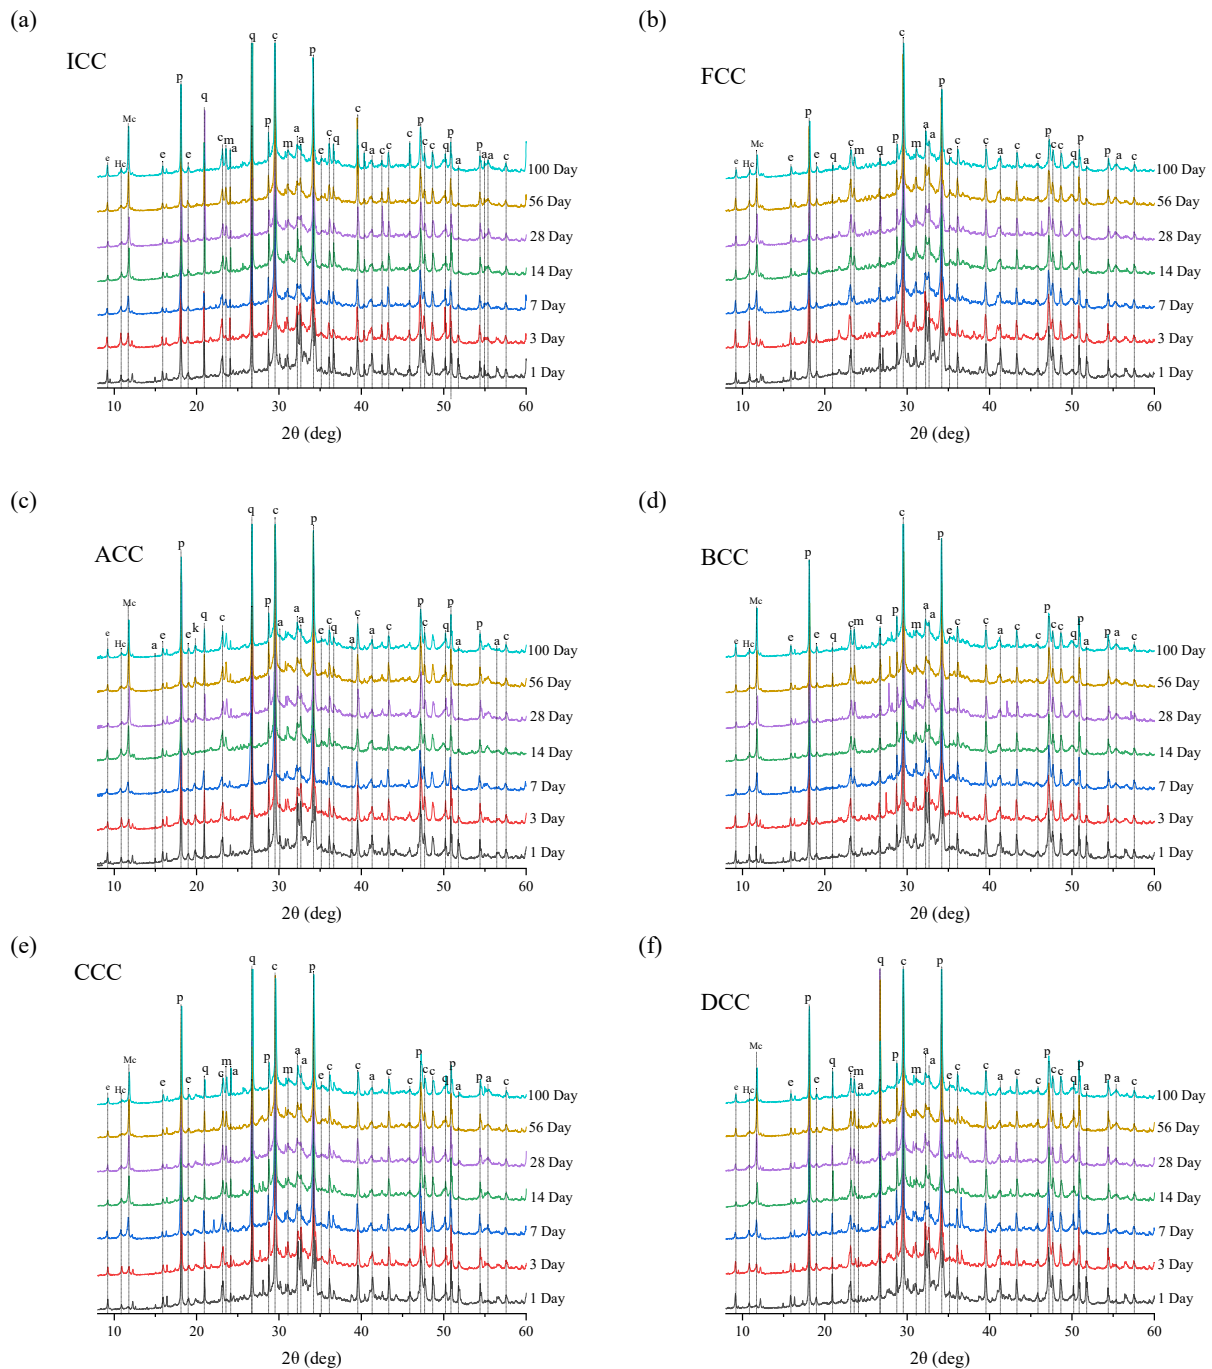 (a)
ICC
e Hc Mc e p e q c m a q p c m a a p e c q c q a c c c p c c q p a p a a c
100 Day
56 Day
28 Day
14 Day
7 Day
3 Day
1 Day
10 20 30 40 50 60
2θ (deg)
(b)
FCC
e Hc Mc e p e q c m q p c m a a p e c c a c c p c c q p a p a c
100 Day
56 Day
28 Day
14 Day
7 Day
3 Day
1 Day
10 20 30 40 50 60
2θ (deg)
(c)
ACC
e Hc Mc a e p e k q c q p c a a a p e c q a c a c p c q p a p a c
100 Day
56 Day
28 Day
14 Day
7 Day
3 Day
1 Day
10 20 30 40 50 60
2θ (deg)
(d)
BCC
e Hc Mc e p e q c m q p c m a a p e c c a c c p c c q p a p a c
100 Day
56 Day
28 Day
14 Day
7 Day
3 Day
1 Day
10 20 30 40 50 60
2θ (deg)
(e)
CCC
e Hc Mc e p e q c m a q p c m a a p e c c a c c p c c q p a p a c
100 Day
56 Day
28 Day
14 Day
7 Day
3 Day
1 Day
10 20 30 40 50 60
2θ (deg)
(f)
DCC
e Hc Mc e p e q c m a q p c m a a p e c c a c c p c c q p a p a c
100 Day
56 Day
28 Day
14 Day
7 Day
3 Day
1 Day
10 20 30 40 50 60
2θ (deg)